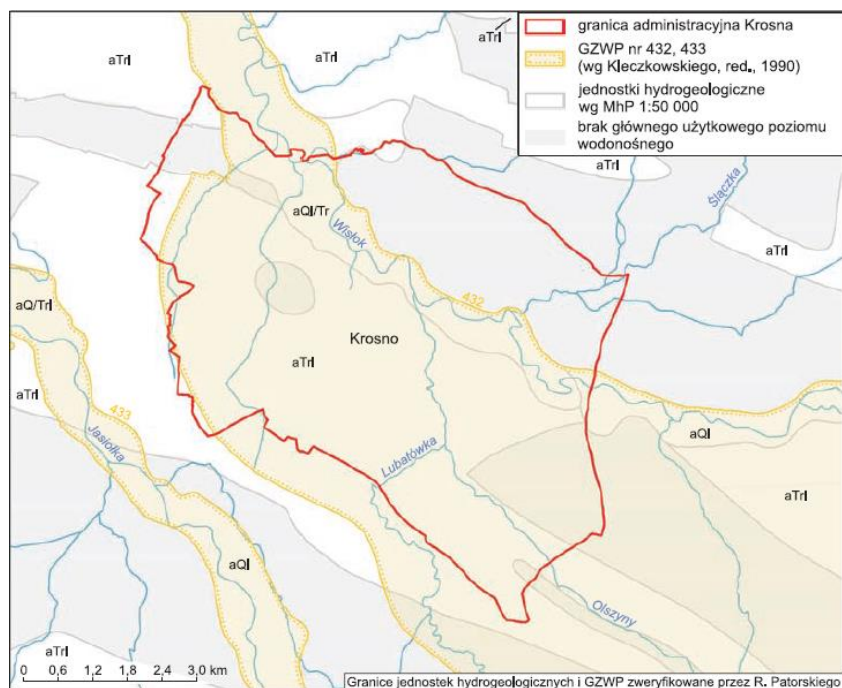 granica administracyjna Krosna
GZWP nr 432, 433
(wg Kleczkowskiego, red., 1990)
jednostki hydrogeologiczne
wg MhP 1:50 000
brak głównego użytkowego poziomu
wodonośnego
aTrI
aTrI
aTrI
aTrI
Ślączka
aQI/Tr
Wisłok
aTrI
432
aQ/TrI
Krosno
aTrI
aTrI
433
Jasiołka
Lubatówka
aQI
aTrI
aQI
Olszyny
aTrI
0 0,6 1,2 1,8 2,4 3,0 km
Granice jednostek hydrogeologicznych i GZWP zweryfikowane przez R. Patorskiego